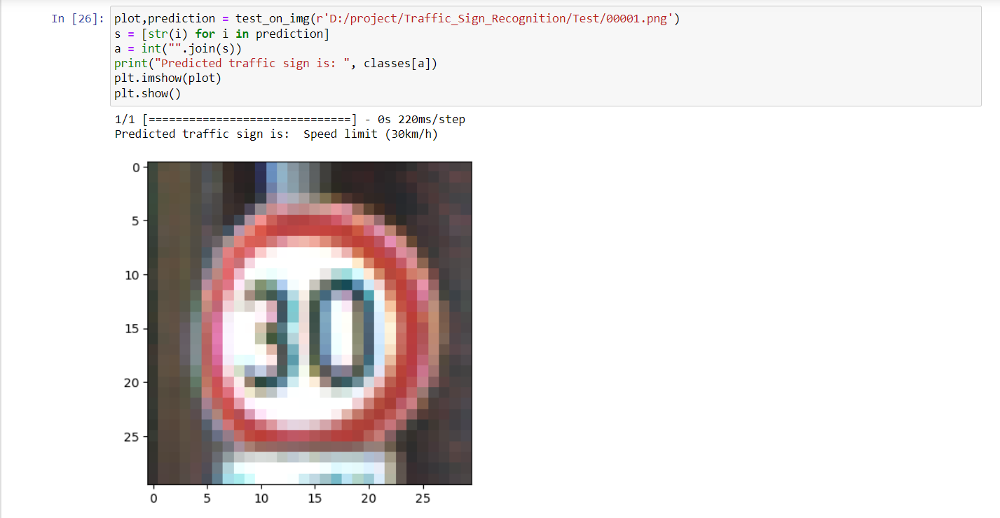 In [26]: plot,prediction = test_on_img(r'D:/project/Traffic_Sign_Recognition/Test/00001.png')
s = [str(i) for i in prediction]
a = int("".join(s))
print("Predicted traffic sign is: ", classes[a])
plt.imshow(plot)
plt.show()
1/1 [==============================] - 0s 220ms/step
Predicted traffic sign is:  Speed limit (30km/h)
0
5
10
15
20
25
30
0 5 10 15 20 25